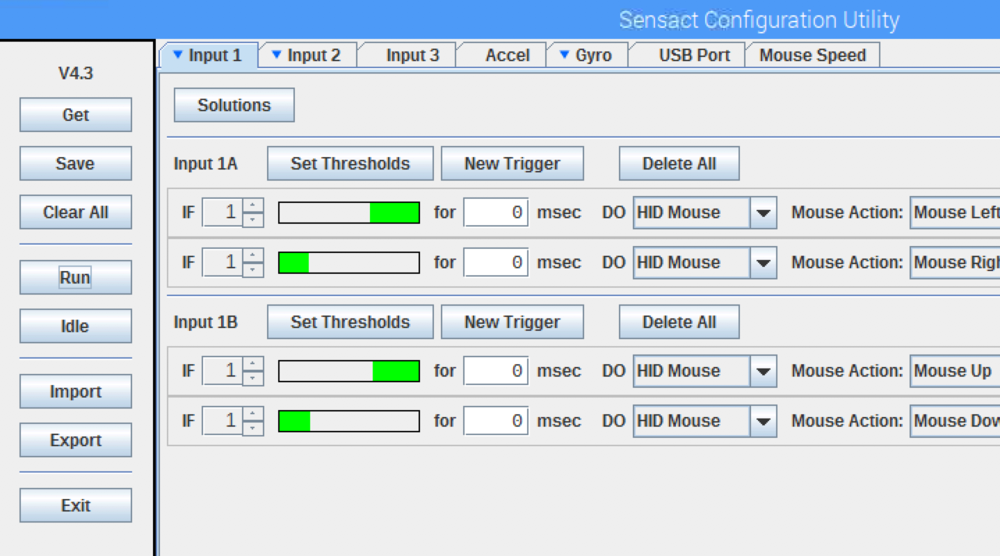 Sensact Configuration Utility
Input 1 Input 2 Input 3 Accel Gyro USB Port Mouse Speed
V4.3
Get
Save
Clear All
Run
Idle
Import
Export
Exit
Solutions
Input 1A Set Thresholds New Trigger Delete All
IF 1 for 0 msec DO HID Mouse Mouse Action: Mouse Left
IF 1 for 0 msec DO HID Mouse Mouse Action: Mouse Righ
Input 1B Set Thresholds New Trigger Delete All
IF 1 for 0 msec DO HID Mouse Mouse Action: Mouse Up
IF 1 for 0 msec DO HID Mouse Mouse Action: Mouse Dow